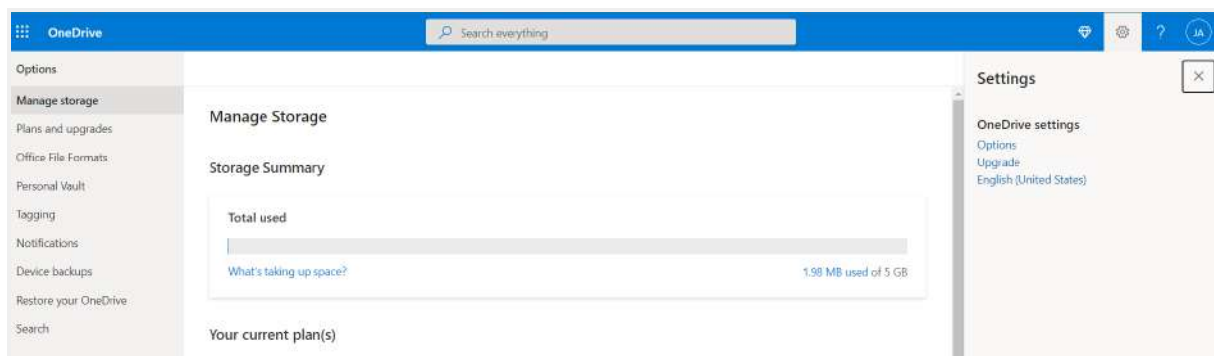 OneDrive
Search everything
?
JA
Options
Manage storage
Plans and upgrades
Office File Formats
Personal Vault
Tagging
Notifications
Device backups
Restore your OneDrive
Search
Manage Storage
Storage Summary
Total used
What's taking up space?
1.98 MB used of 5 GB
Your current plan(s)
Settings
OneDrive settings
Options
Upgrade
English (United States)